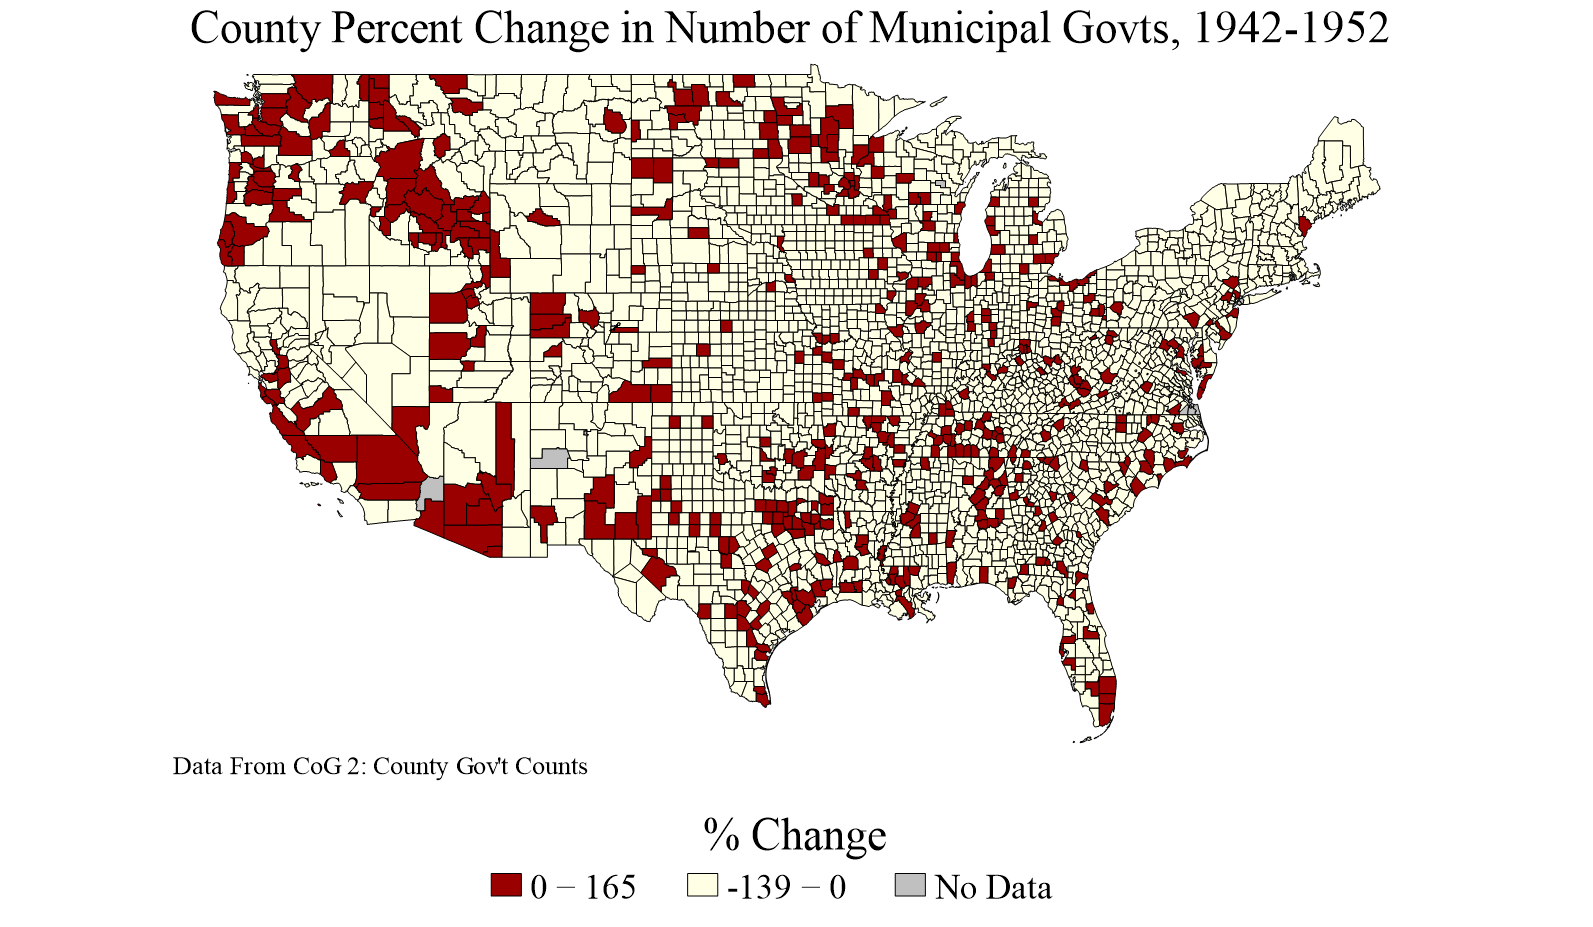 County Percent Change in Number of Municipal Govts, 1942-1952
Data From CoG 2: County Gov't Counts
% Change
0 − 165
-139 − 0
No Data